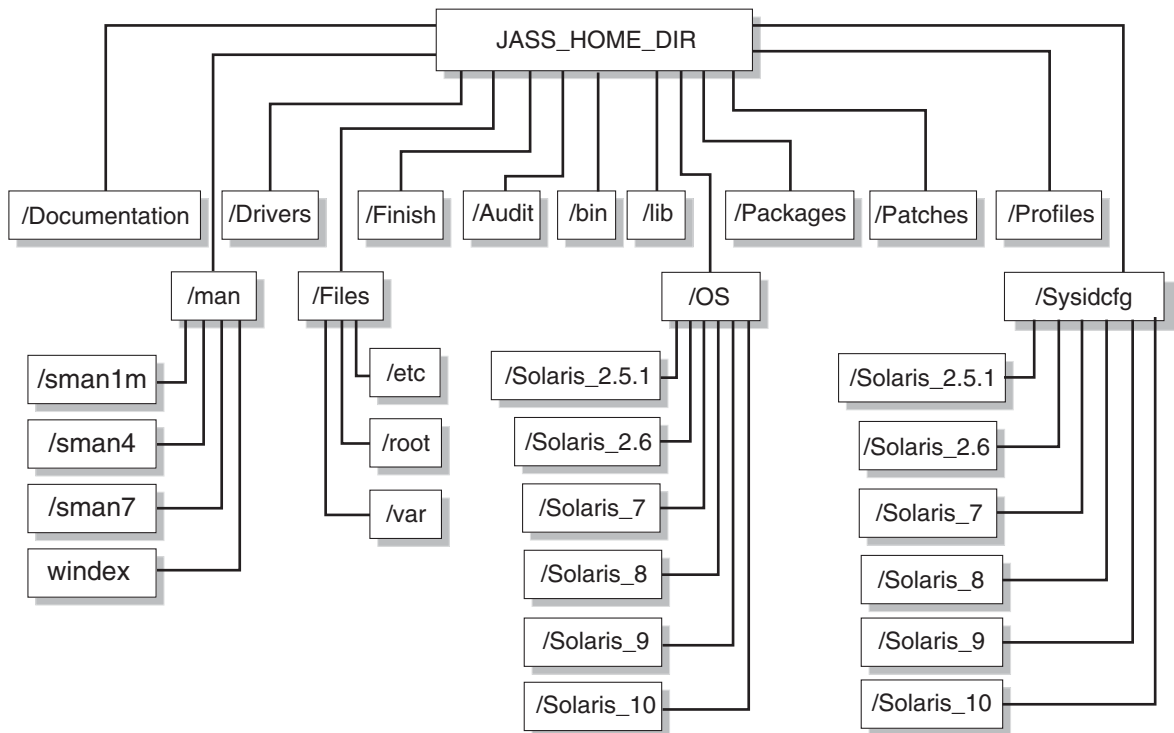 JASS_HOME_DIR
/Documentation
/Drivers
/Finish
/Audit
/bin
/lib
/Packages
/Patches
/Profiles
/man
/Files
/OS
/Sysidcfg
/sman1m
/sman4
/sman7
windex
/etc
/root
/var
/Solaris_2.5.1
/Solaris_2.6
/Solaris_7
/Solaris_8
/Solaris_9
/Solaris_10
/Solaris_2.5.1
/Solaris_2.6
/Solaris_7
/Solaris_8
/Solaris_9
/Solaris_10